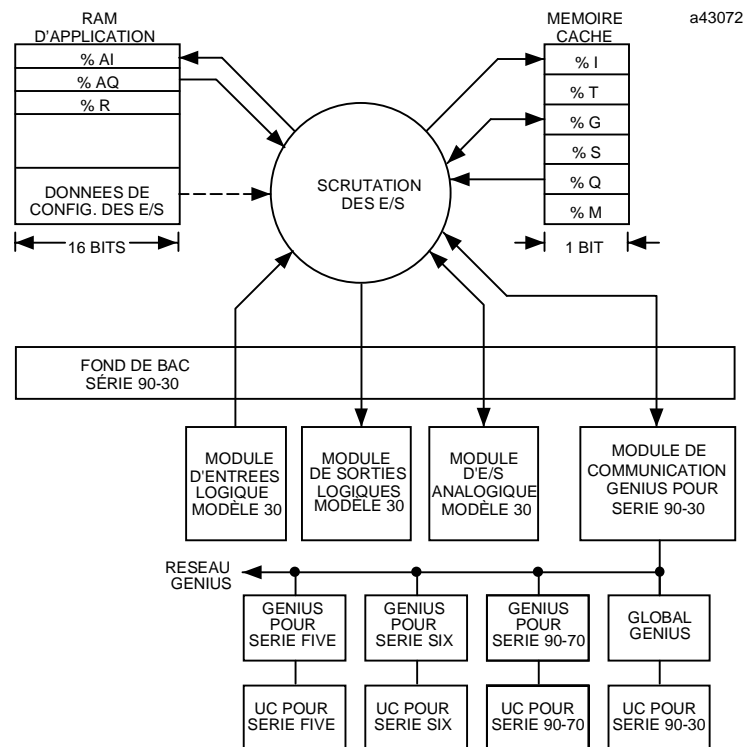 a43072
RAM
D'APPLICATION
% AI
% AQ
% R
DONNEES DE
CONFIG. DES E/S
16 BITS
SCRUTATION
DES E/S
MEMOIRE
CACHE
% I
% T
% G
% S
% Q
% M
1 BIT
FOND DE BAC
SÉRIE 90-30
MODULE
D'ENTREES
LOGIQUE
MODÈLE 30
MODULE
DE SORTIES
LOGIQUES
MODÈLE 30
MODULE
D'E/S
ANALOGIQUE
MODÈLE 30
MODULE DE
COMMUNICATION
GENIUS POUR
SERIE 90-30
RESEAU
GENIUS
GENIUS
POUR
SERIE FIVE
GENIUS
POUR
SERIE SIX
GENIUS
POUR
SERIE 90-70
GLOBAL
GENIUS
UC POUR
SERIE FIVE
UC POUR
SERIE SIX
UC POUR
SERIE 90-70
UC POUR
SERIE 90-30